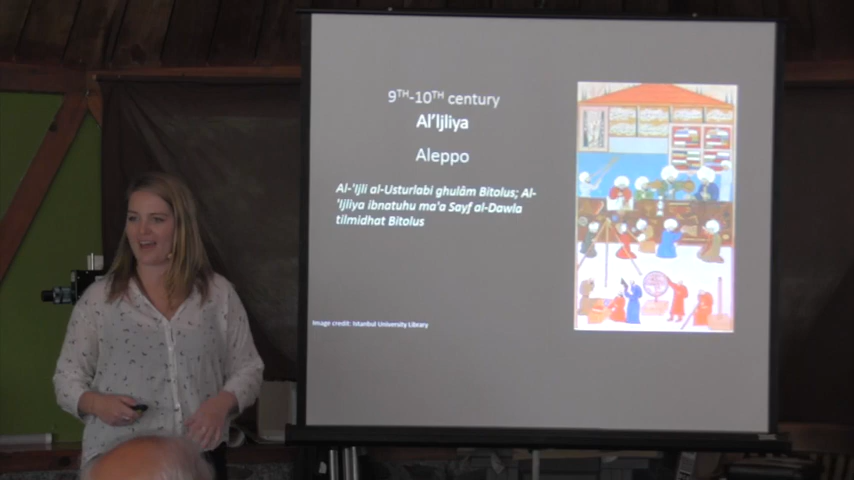 9TH-10TH century
Al'Ijliya
Aleppo
Al-'Ijli al-Usturlabi ghulâm Bitolus; Al-
'Ijliya ibnatuhu ma'a Sayf al-Dawla
tilmidhat Bitolus
Image credit: Istanbul University Library